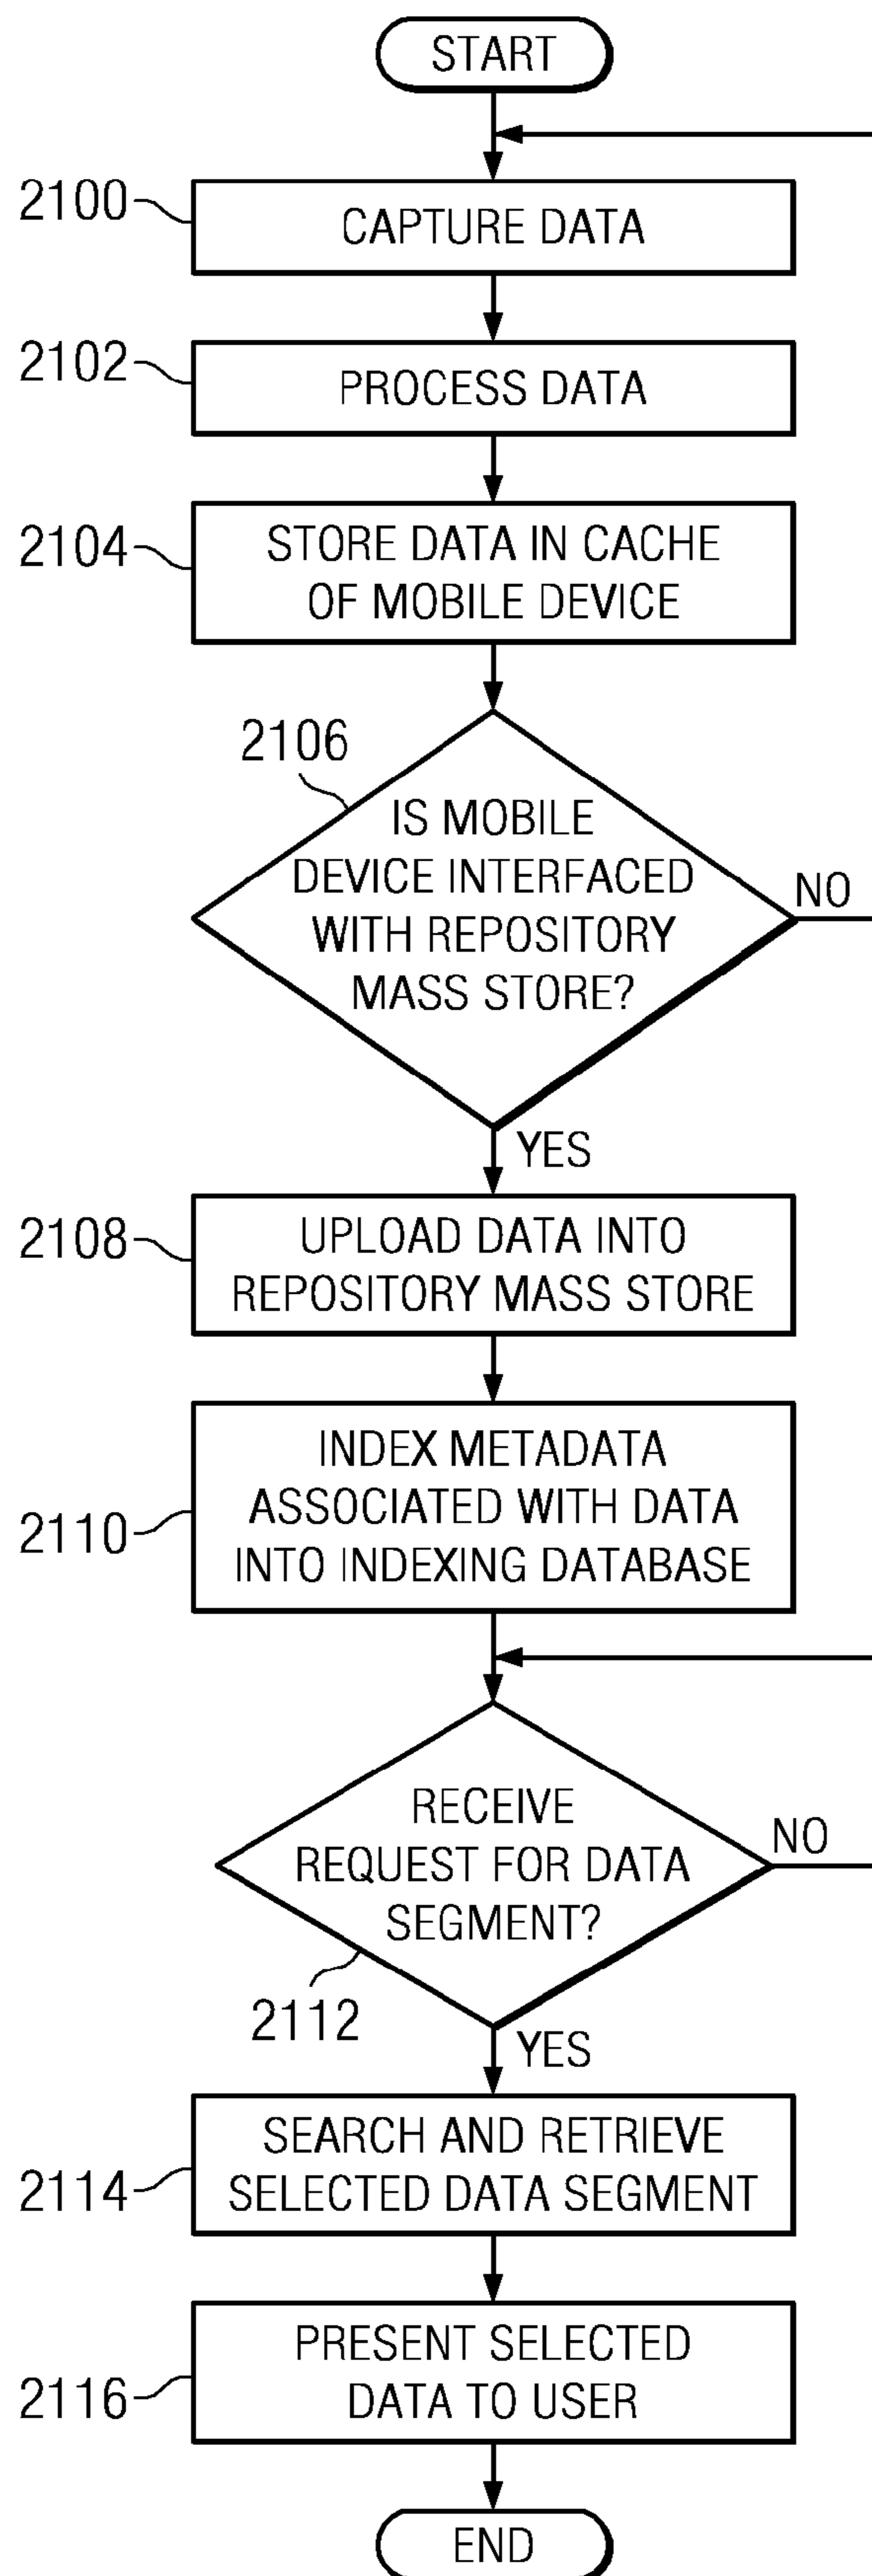 START
2100
CAPTURE DATA
2102
PROCESS DATA
2104
STORE DATA IN CACHE
OF MOBILE DEVICE
2106
IS MOBILE
DEVICE INTERFACED
WITH REPOSITORY
MASS STORE?
NO
YES
2108
UPLOAD DATA INTO
REPOSITORY MASS STORE
2110
INDEX METADATA
ASSOCIATED WITH DATA
INTO INDEXING DATABASE
RECEIVE
REQUEST FOR DATA
SEGMENT?
NO
2112
YES
2114
SEARCH AND RETRIEVE
SELECTED DATA SEGMENT
2116
PRESENT SELECTED
DATA TO USER
END